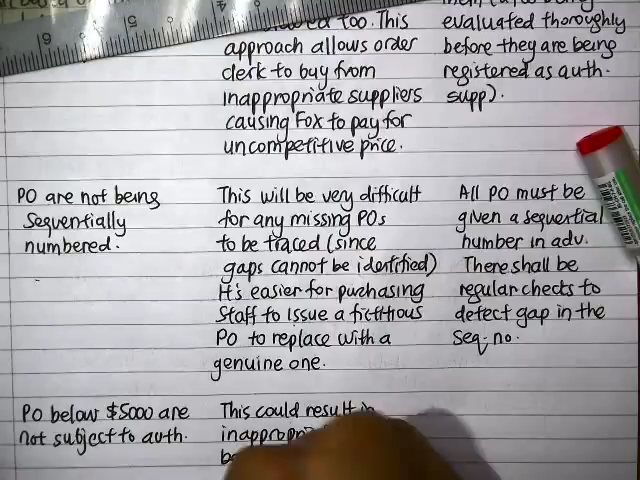 too. This
approach allows order
clerk to buy from
inappropriate suppliers
causing Fox to pay for
uncompetitive price.
evaluated thoroughly
before they are being
registered as auth.
supp).
PO are not being
sequentially
numbered.
This will be very difficult
for any missing POs
to be traced (since
gaps cannot be identified)
It's easier for puchasing
staff to issue a fictitious
PO to replace with a
genuine one.
All PO must be
given a sequential
number in adv.
There shall be
regular checks to
detect gap in the
seq. no.
PO below $5000 are
not subject to auth.
This could result in